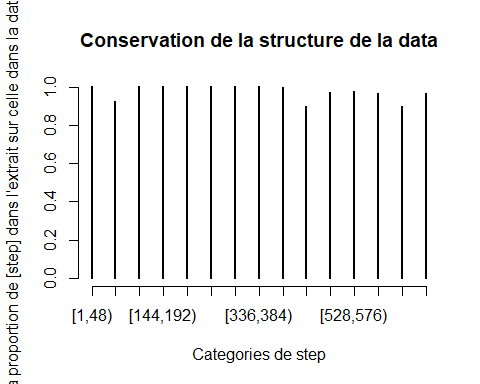 Conservation de la structure de la data
a proportion de [step] dans l'extrait sur celle dans la dat
0.0 0.2 0.4 0.6 0.8 1.0
[1,48) [144,192) [336,384) [528,576)
Categories de step